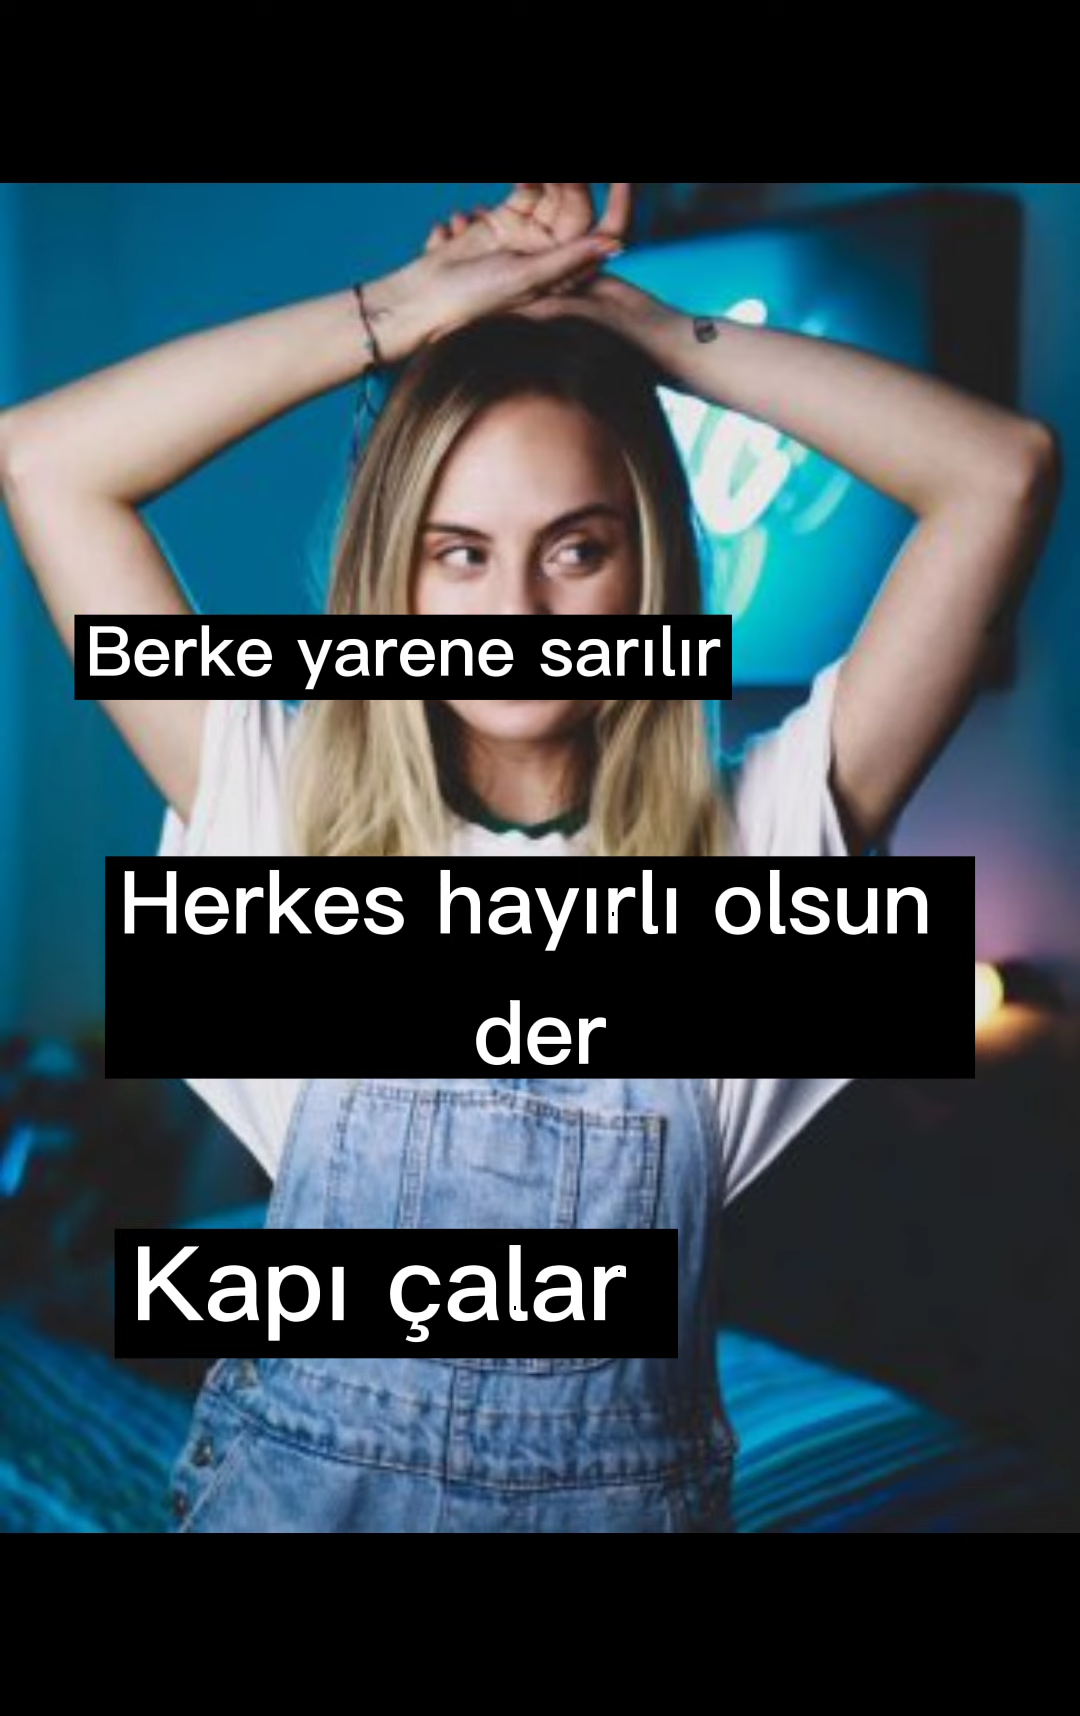 Berke yarene sarılır
Herkes hayırlı olsun
der
Kapı çalar